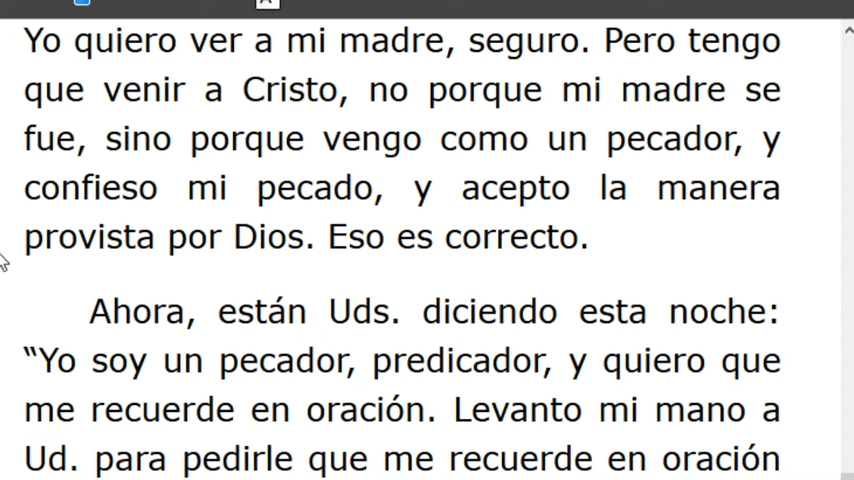 Yo quiero ver a mi madre, seguro. Pero tengo
que venir a Cristo, no porque mi madre se
fue, sino porque vengo como un pecador, y
confieso mi pecado, y acepto la manera
provista por Dios. Eso es correcto.
Ahora, están Uds. diciendo esta noche:
“Yo soy un pecador, predicador, y quiero que
me recuerde en oración. Levanto mi mano a
Ud. para pedirle que me recuerde en oración